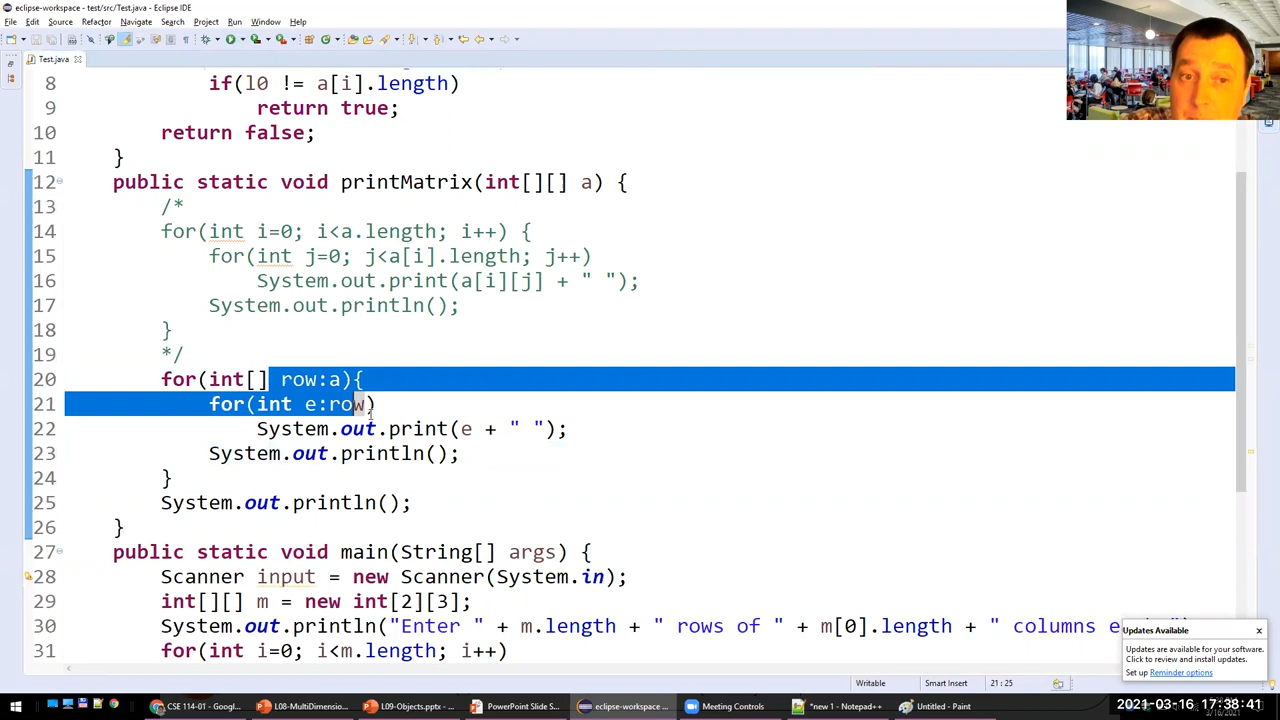 eclipse-workspace - test/src/Test.java - Eclipse IDE
File Edit Source Refactor Navigate Search Project Run Window Help
Test.java
8 if(l0 != a[i].length)
9 return true;
10 return false;
11 }
12 public static void printMatrix(int[][] a) {
13 /*
14 for(int i=0; i<a.length; i++) {
15 for(int j=0; j<a[i].length; j++)
16 System.out.print(a[i][j] + " ");
17 System.out.println();
18 }
19 */
20 for(int[] row:a){
21 for(int e:row)
22 System.out.print(e + " ");
23 System.out.println();
24 }
25 System.out.println();
26 }
27 public static void main(String[] args) {
28 Scanner input = new Scanner(System.in);
29 int[][] m = new int[2][3];
30 System.out.println("Enter " + m.length + " rows of " + m[0].length + " columns e
31 for(int i=0; i<m.length; i++)
Updates Available
Updates are available for your software.
Click to review and install updates.
Set up Reminder options
Writable Smart Insert 21 : 25
CSE 114-01 - Googl... L08-MultiDimensio... L09-Objects.pptx - ... PowerPoint Slide S... eclipse-workspace ... Meeting Controls *new 1 - Notepad++ Untitled - Paint
2021-03-16 17:38:41